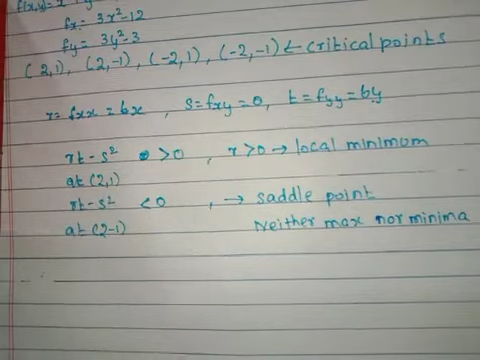 f(x,y)=x
fx = 3x²-12
fy = 3y²-3
(2,1), (2,-1), (-2,1), (-2,-1) ← critical points
r = fxx = 6x , s = fxy = 0, t = fyy = 6y
rt - s² >0 , r>0 → local minimum
at (2,1)
rt - s² <0 , → saddle point
at (2-1) Neither max nor minima